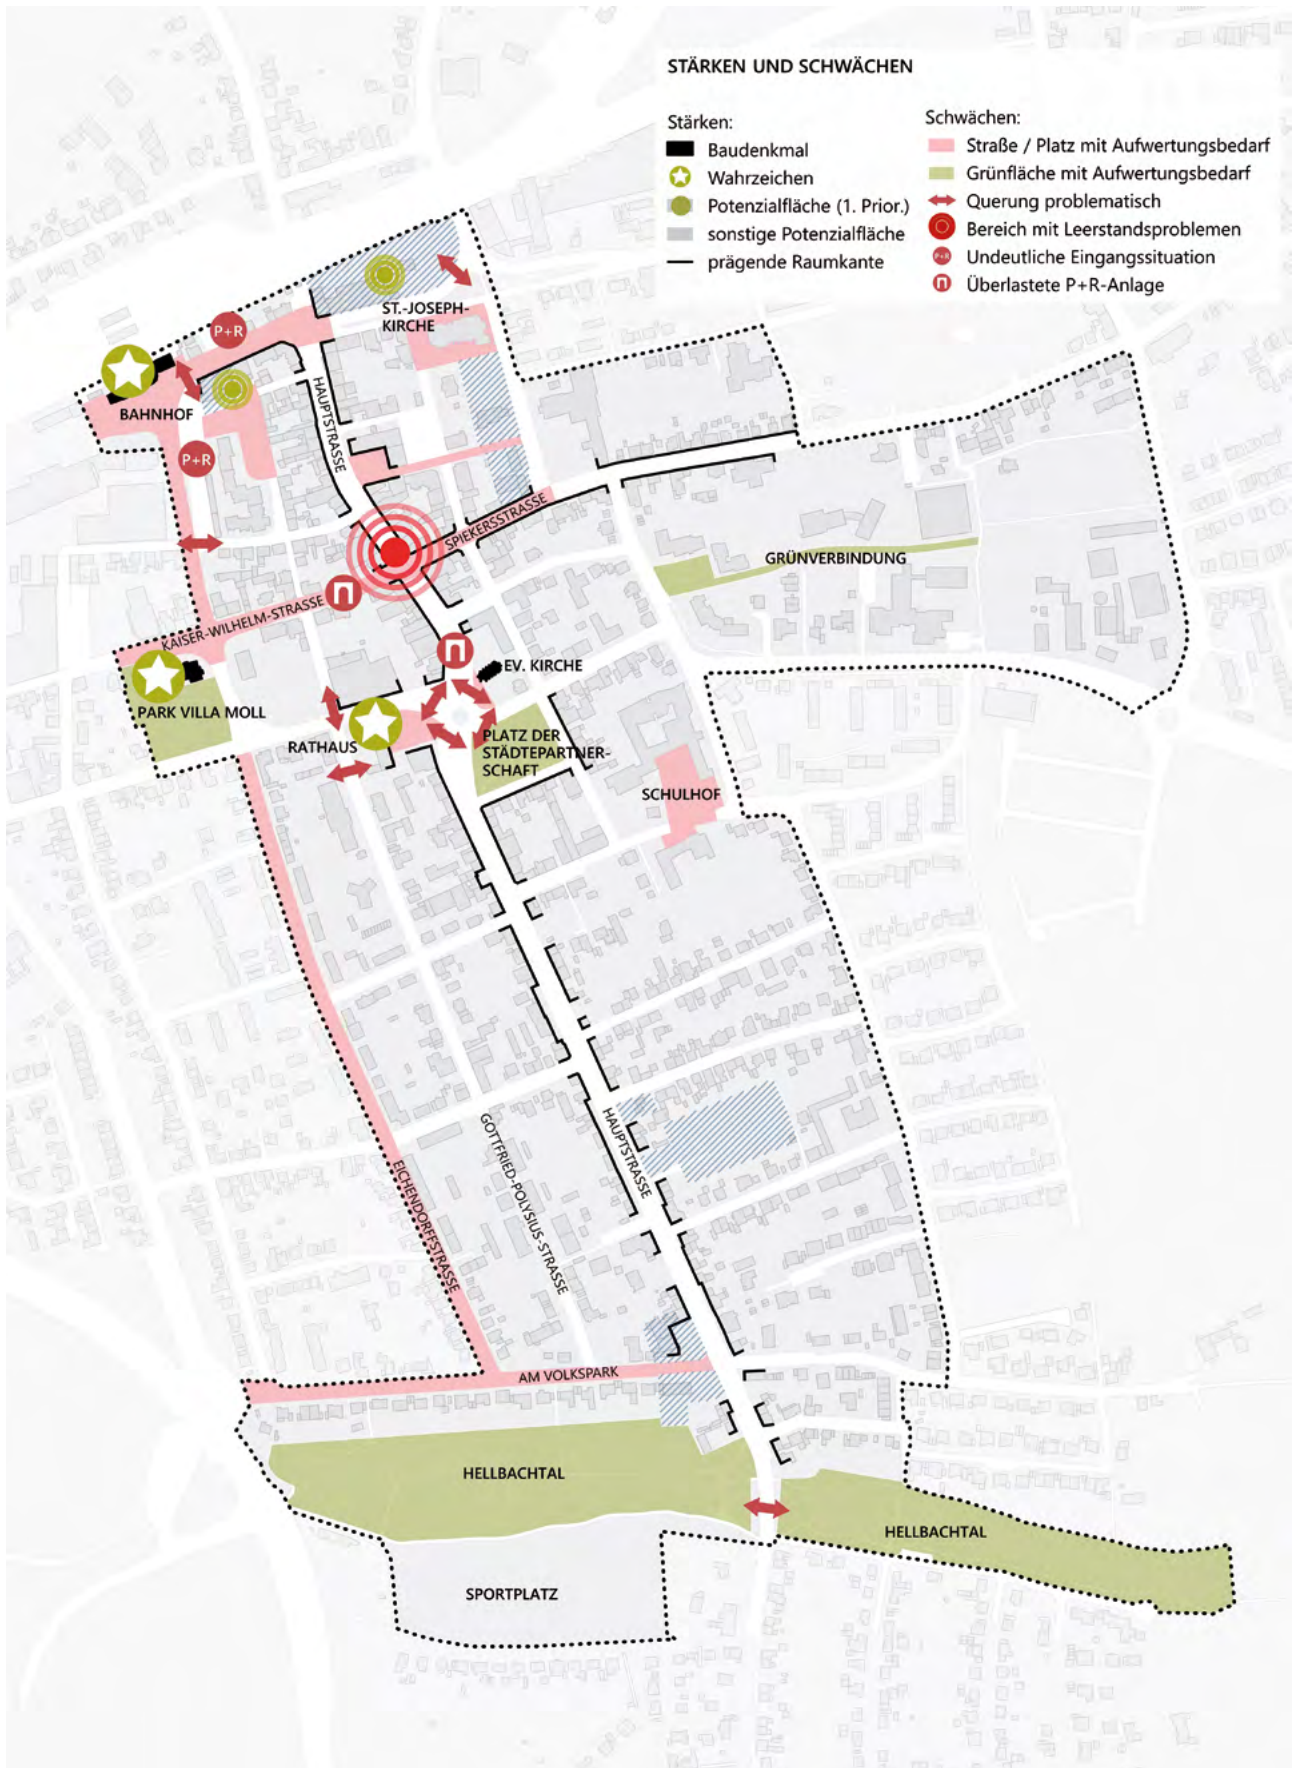 STÄRKEN UND SCHWÄCHEN
Stärken:
Baudenkmal
Wahrzeichen
Potenzialfläche (1. Prior.)
sonstige Potenzialfläche
prägende Raumkante
Schwächen:
Straße / Platz mit Aufwertungsbedarf
Grünfläche mit Aufwertungsbedarf
Querung problematisch
Bereich mit Leerstandsproblemen
P+R Undeutliche Eingangssituation
Überlastete P+R-Anlage
ST.-JOSEPH-
KIRCHE
P+R
BAHNHOF
HAUPTSTRASSE
P+R
SPIEKERSSTRASSE
GRÜNVERBINDUNG
KAISER-WILHELM-STRASSE
EV. KIRCHE
PARK VILLA MOLL
RATHAUS
PLATZ DER
STÄDTEPARTNER-
SCHAFT
SCHULHOF
HAUPTSTRASSE
GOTTFRIED-POLYSIUS-STRASSE
EICHENDORFFSTRASSE
AM VOLKSPARK
HELLBACHTAL
HELLBACHTAL
SPORTPLATZ